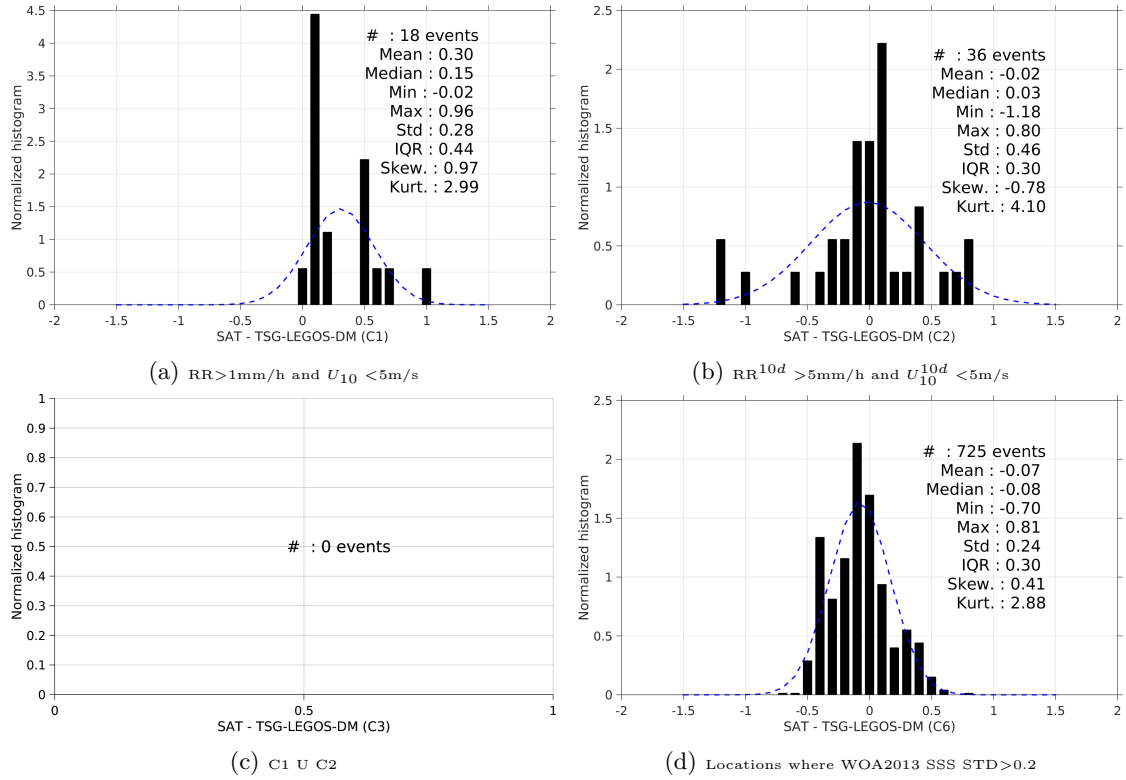 4.5
4
3.5
3
2.5
2
1.5
1
0.5
0
Normalized histogram
# : 18 events
Mean : 0.30
Median : 0.15
Min : -0.02
Max : 0.96
Std : 0.28
IQR : 0.44
Skew. : 0.97
Kurt. : 2.99
-2 -1.5 -1 -0.5 0 0.5 1 1.5 2
SAT - TSG-LEGOS-DM (C1)
(a) RR>1mm/h and U10 <5m/s
2.5
2
1.5
1
0.5
0
Normalized histogram
# : 36 events
Mean : -0.02
Median : 0.03
Min : -1.18
Max : 0.80
Std : 0.46
IQR : 0.30
Skew. : -0.78
Kurt. : 4.10
-2 -1.5 -1 -0.5 0 0.5 1 1.5 2
SAT - TSG-LEGOS-DM (C2)
(b) RR^10d >5mm/h and U10^10d <5m/s
1
0.9
0.8
0.7
0.6
0.5
0.4
0.3
0.2
0.1
0
Normalized histogram
# : 0 events
0 0.5 1
SAT - TSG-LEGOS-DM (C3)
(c) C1 U C2
2.5
2
1.5
1
0.5
0
Normalized histogram
# : 725 events
Mean : -0.07
Median : -0.08
Min : -0.70
Max : 0.81
Std : 0.24
IQR : 0.30
Skew. : 0.41
Kurt. : 2.88
-2 -1.5 -1 -0.5 0 0.5 1 1.5 2
SAT - TSG-LEGOS-DM (C6)
(d) Locations where WOA2013 SSS STD>0.2